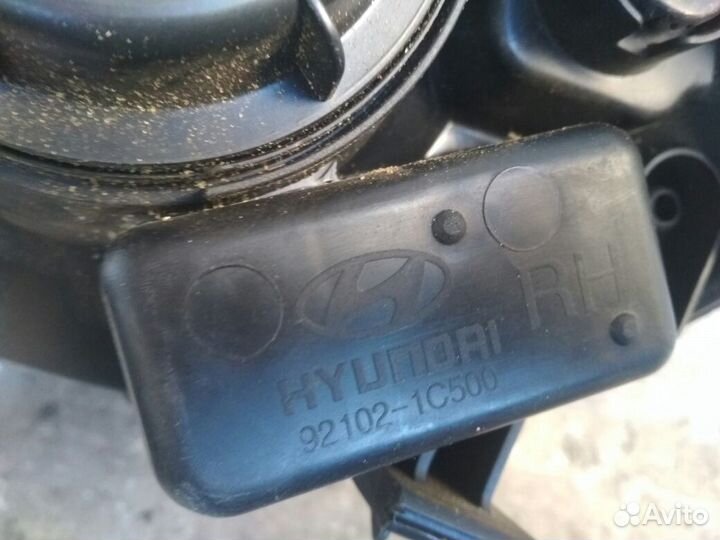 RH
HYUNDAI
92102-1C500
Avito